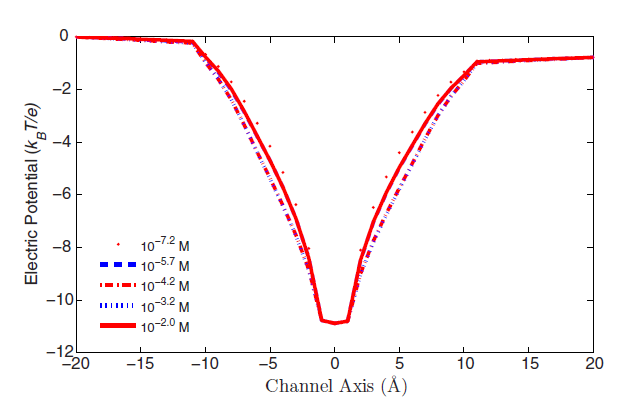 0
−2
−4
−6
−8
−10
−12
Electric Potential (k_BT/e)
10^−7.2 M
10^−5.7 M
10^−4.2 M
10^−3.2 M
10^−2.0 M
−20 −15 −10 −5 0 5 10 15 20
Channel Axis (Å)